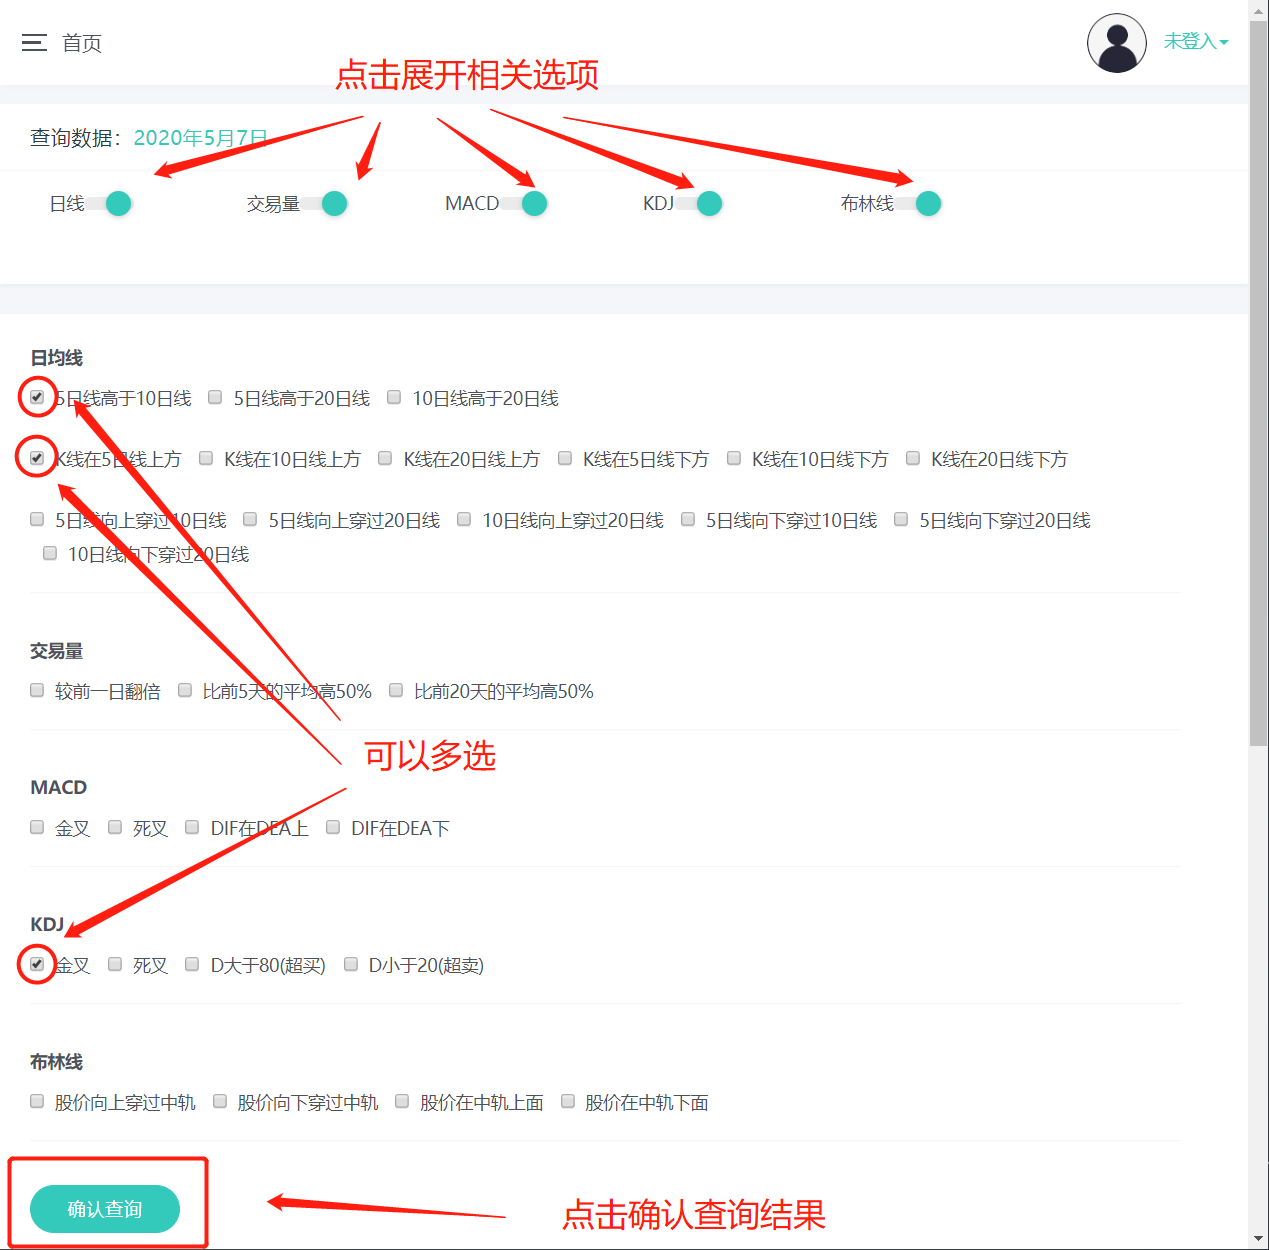 首页
未登入
点击展开相关选项
查询数据：2020年5月7日
日线 交易量 MACD KDJ 布林线
日均线
5日线高于10日线 5日线高于20日线 10日线高于20日线
K线在5日线上方 K线在10日线上方 K线在20日线上方 K线在5日线下方 K线在10日线下方 K线在20日线下方
5日线向上穿过10日线 5日线向上穿过20日线 10日线向上穿过20日线 5日线向下穿过10日线 5日线向下穿过20日线
10日线向下穿过20日线
交易量
较前一日翻倍 比前5天的平均高50% 比前20天的平均高50%
可以多选
MACD
金叉 死叉 DIF在DEA上 DIF在DEA下
KDJ
金叉 死叉 D大于80(超买) D小于20(超卖)
布林线
股价向上穿过中轨 股价向下穿过中轨 股价在中轨上面 股价在中轨下面
确认查询
点击确认查询结果